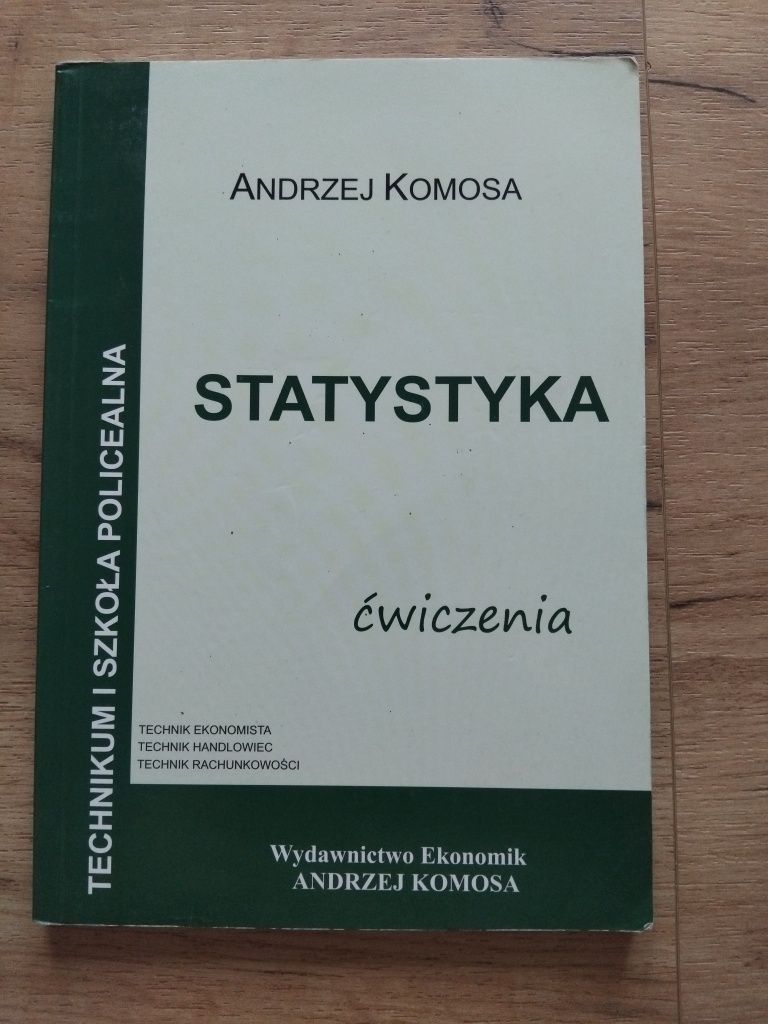 ANDRZEJ KOMOSA
STATYSTYKA
ćwiczenia
TECHNIKUM I SZKOŁA POLICEALNA
TECHNIK EKONOMISTA
TECHNIK HANDLOWIEC
TECHNIK RACHUNKOWOŚCI
Wydawnictwo Ekonomik
ANDRZEJ KOMOSA